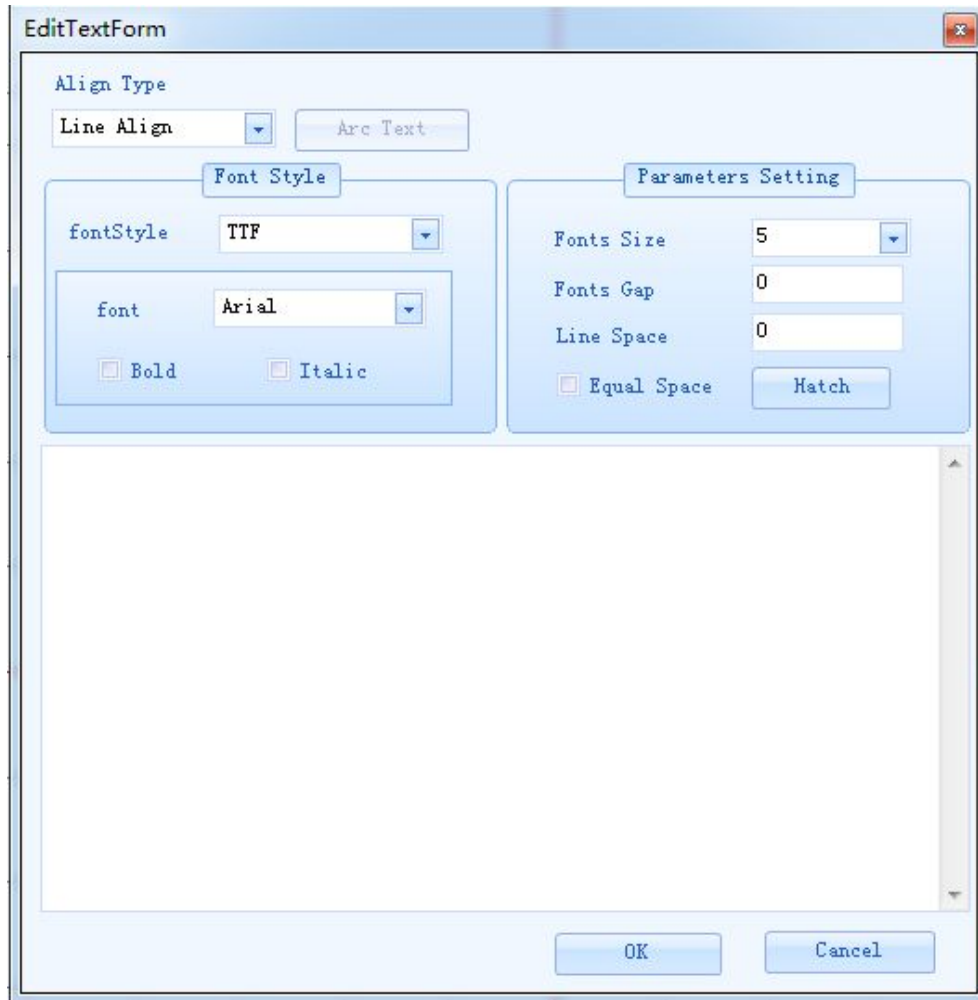 EditTextForm
Align Type
Line Align
Arc Text
Font Style
fontStyle
TTF
font
Arial
Bold
Italic
Parameters Setting
Fonts Size
5
Fonts Gap
0
Line Space
0
Equal Space
Hatch
OK
Cancel